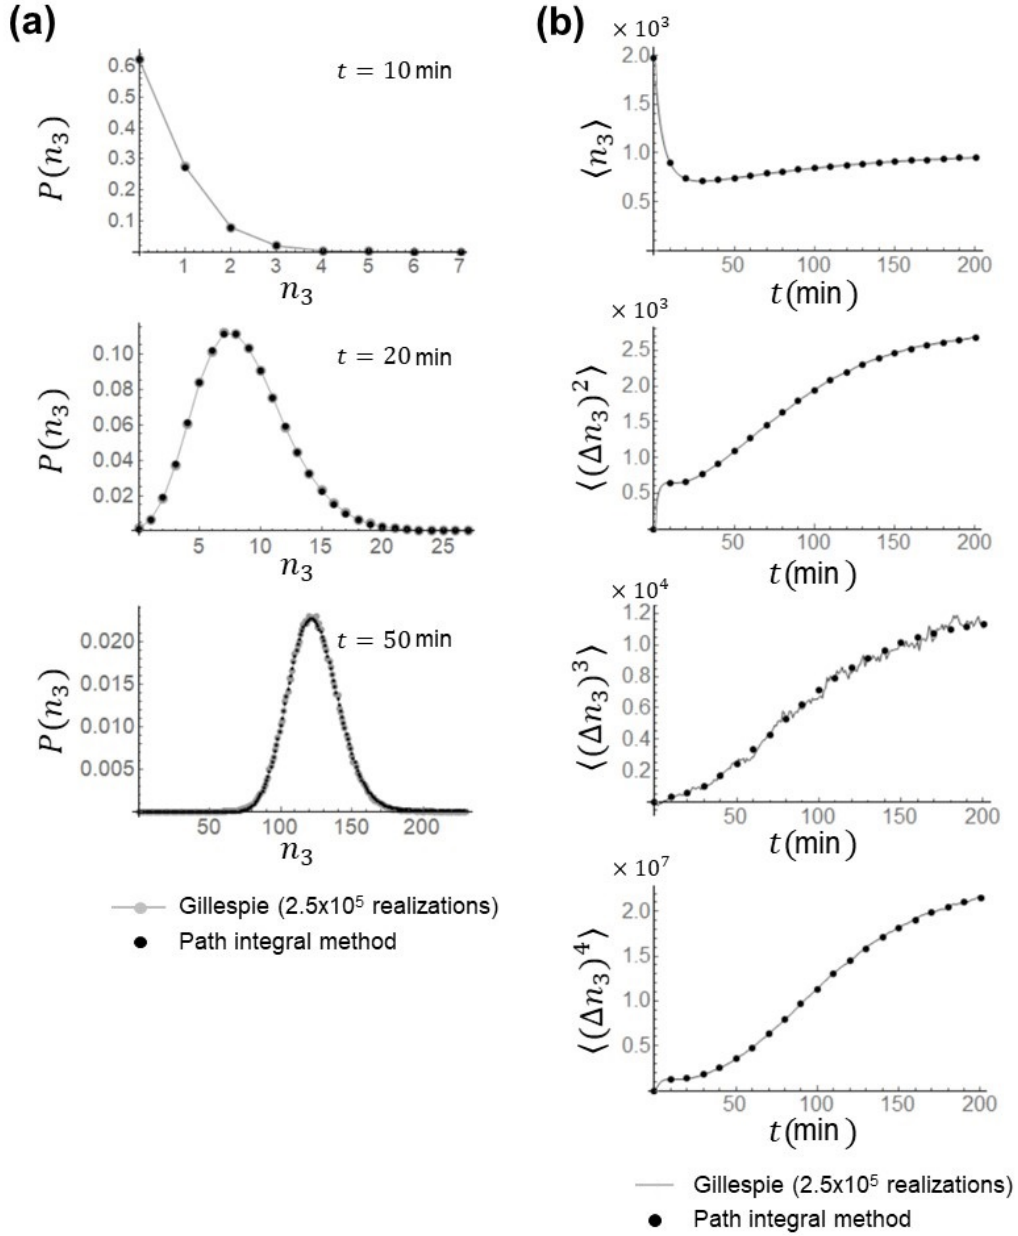 (a)
0.6
0.5
0.4
0.3
0.2
0.1
P(n₃)
t = 10 min
1 2 3 4 5 6 7
n₃
0.10
0.08
0.06
0.04
0.02
P(n₃)
t = 20 min
5 10 15 20 25
n₃
0.020
0.015
0.010
0.005
P(n₃)
t = 50 min
50 100 150 200
n₃
Gillespie (2.5x10⁵ realizations)
Path integral method
(b)
× 10³
2.0
1.5
1.0
0.5
⟨n₃⟩
50 100 150 200
t(min )
× 10³
2.5
2.0
1.5
1.0
0.5
⟨(Δn₃)²⟩
50 100 150 200
t(min )
× 10⁴
1.2
1.0
0.8
0.6
0.4
0.2
⟨(Δn₃)³⟩
50 100 150 200
t(min )
× 10⁷
2.0
1.5
1.0
0.5
⟨(Δn₃)⁴⟩
50 100 150 200
t(min )
Gillespie (2.5x10⁵ realizations)
Path integral method